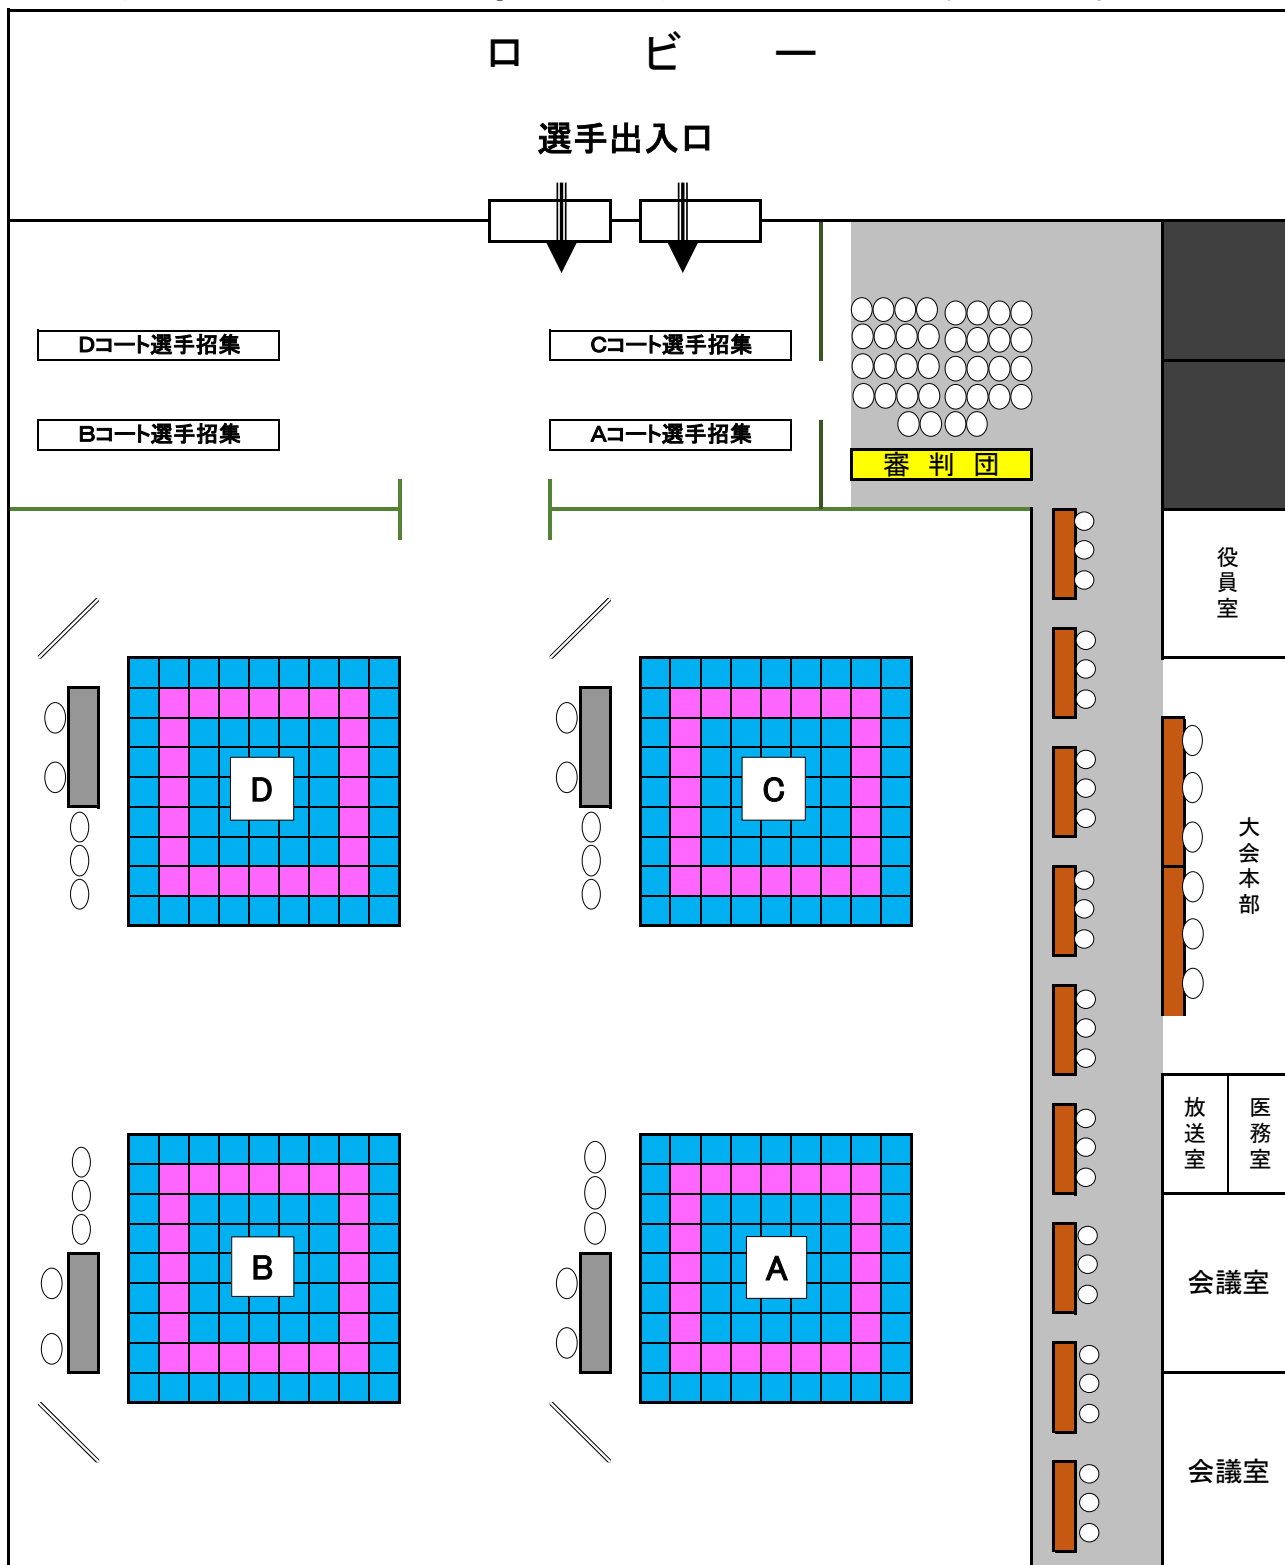 ロビー
選手出入口
Dコート選手招集
Cコート選手招集
Bコート選手招集
Aコート選手招集
審判団
役員室
D
C
大会本部
放送室
医務室
B
A
会議室
会議室